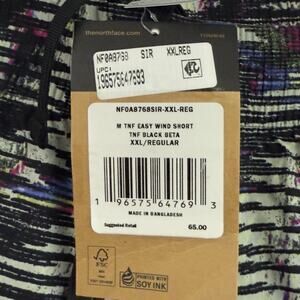 thenorthface.com
NF0A8768 SIR XXLREG
UPC:
196575647693
NF0A8768SIR-XXL-REG
M TNF EASY WIND SHORT
TNF BLACK BETA
XXL/REGULAR
1 96575 64769 3
MADE IN BANGLADESH
Suggested Retail 65.00
FSC
PRINTED WITH
SOY INK